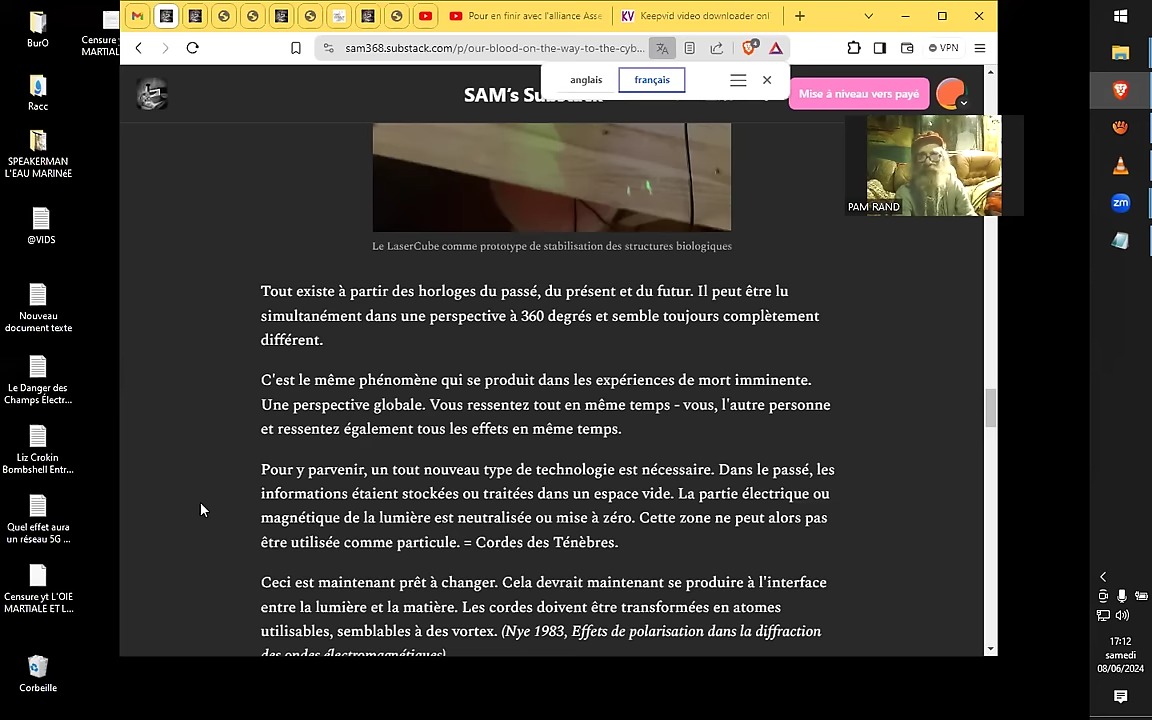 BurO
Racc
SPEAKERMAN
L'EAU MARINéE
@VIDS
Nouveau
document texte
Le Danger des
Champs Électr...
Liz Crokin
Bombshell Entr...
Quel effet aura
un réseau 5G ...
Censure yt L'OIE
MARTIALE ET L...
Corbeille
Censure y
MARTIAL
Pour en finir avec l'alliance Asse
KV Keepvid video downloader onl
sam368.substack.com/p/our-blood-on-the-way-to-the-cyb...
4
VPN
anglais
français
SAM's Substack
Mise à niveau vers payé
PAM RAND
Le LaserCube comme prototype de stabilisation des structures biologiques
Tout existe à partir des horloges du passé, du présent et du futur. Il peut être lu
simultanément dans une perspective à 360 degrés et semble toujours complètement
différent.
C'est le même phénomène qui se produit dans les expériences de mort imminente.
Une perspective globale. Vous ressentez tout en même temps - vous, l'autre personne
et ressentez également tous les effets en même temps.
Pour y parvenir, un tout nouveau type de technologie est nécessaire. Dans le passé, les
informations étaient stockées ou traitées dans un espace vide. La partie électrique ou
magnétique de la lumière est neutralisée ou mise à zéro. Cette zone ne peut alors pas
être utilisée comme particule. = Cordes des Ténèbres.
Ceci est maintenant prêt à changer. Cela devrait maintenant se produire à l'interface
entre la lumière et la matière. Les cordes doivent être transformées en atomes
utilisables, semblables à des vortex. (Nye 1983, Effets de polarisation dans la diffraction
des ondes électromagnétiques)
zm
17:12
samedi
08/06/2024